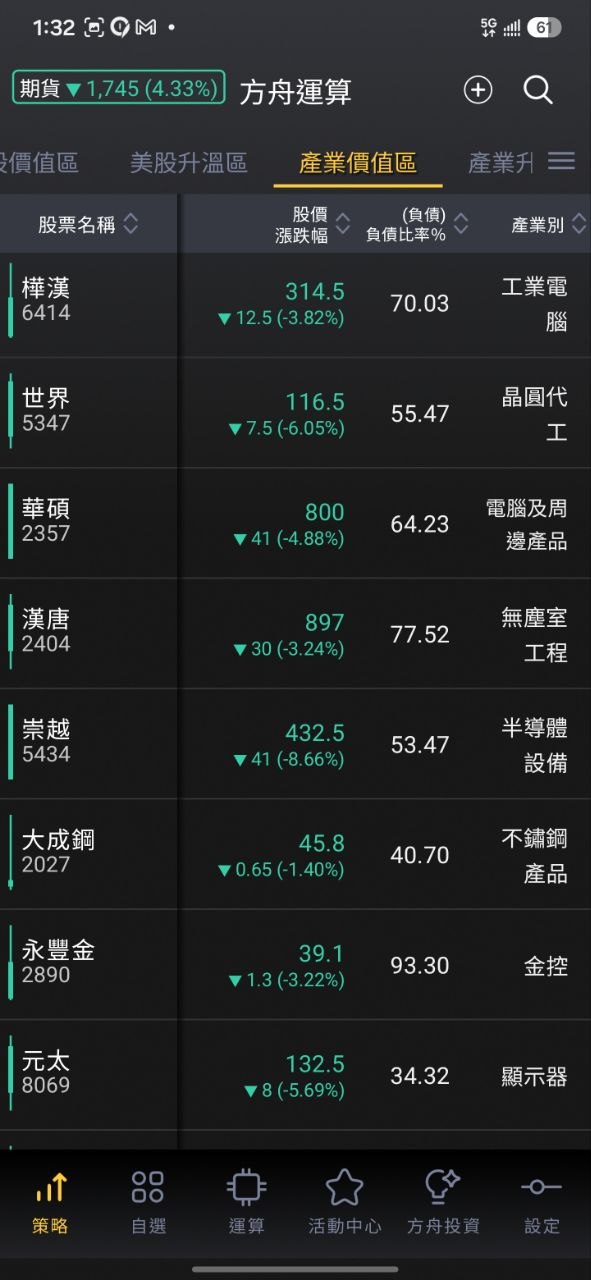 1:32
5G
61
期貨▼1,745 (4.33%)
方舟運算
股價值區
美股升溫區
產業價值區
產業升
股票名稱
股價
漲跌幅
(負債)
負債比率%
產業別
樺漢
6414
314.5
▼12.5 (-3.82%)
70.03
工業電
腦
世界
5347
116.5
▼7.5 (-6.05%)
55.47
晶圓代
工
華碩
2357
800
▼41 (-4.88%)
64.23
電腦及周
邊產品
漢唐
2404
897
▼30 (-3.24%)
77.52
無塵室
工程
崇越
5434
432.5
▼41 (-8.66%)
53.47
半導體
設備
大成鋼
2027
45.8
▼0.65 (-1.40%)
40.70
不鏽鋼
產品
永豐金
2890
39.1
▼1.3 (-3.22%)
93.30
金控
元太
8069
132.5
▼8 (-5.69%)
34.32
顯示器
策略
自選
運算
活動中心
方舟投資
設定